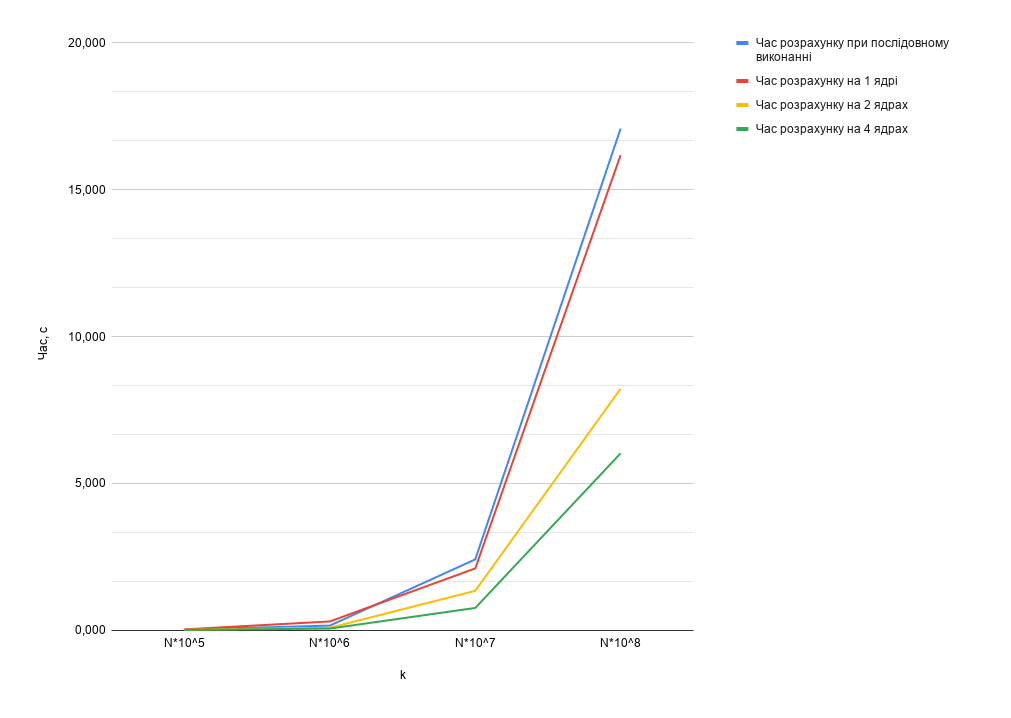 20,000
15,000
10,000
5,000
0,000
Час, с
N*10^5
N*10^6
N*10^7
N*10^8
k
Час розрахунку при послідовному
виконанні
Час розрахунку на 1 ядрі
Час розрахунку на 2 ядрах
Час розрахунку на 4 ядрах